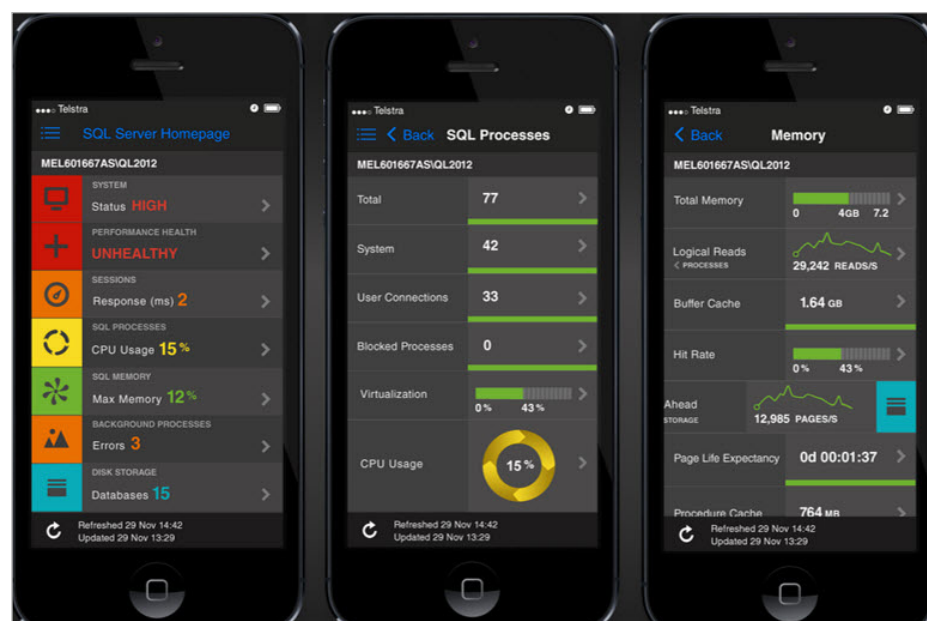 Telstra
SQL Server Homepage
MEL601667AS\QL2012
SYSTEM
Status HIGH
PERFORMANCE HEALTH
UNHEALTHY
SESSIONS
Response (ms) 2
SQL PROCESSES
CPU Usage 15%
SQL MEMORY
Max Memory 12%
BACKGROUND PROCESSES
Errors 3
DISK STORAGE
Databases 15
Refreshed 29 Nov 14:42
Updated 29 Nov 13:29
Telstra
Back SQL Processes
MEL601667AS\QL2012
Total 77
System 42
User Connections 33
Blocked Processes 0
Virtualization
0% 43%
CPU Usage 15%
Refreshed 29 Nov 14:42
Updated 29 Nov 13:29
Telstra
Back Memory
MEL601667AS\QL2012
Total Memory
0 4GB 7.2
Logical Reads
< PROCESSES 29,242 READS/S
Buffer Cache 1.64 GB
Hit Rate
0% 43%
Ahead
STORAGE 12,985 PAGES/S
Page Life Expectancy 0d 00:01:37
Procedure Cache 764 MB
Refreshed 29 Nov 14:42
Updated 29 Nov 13:29